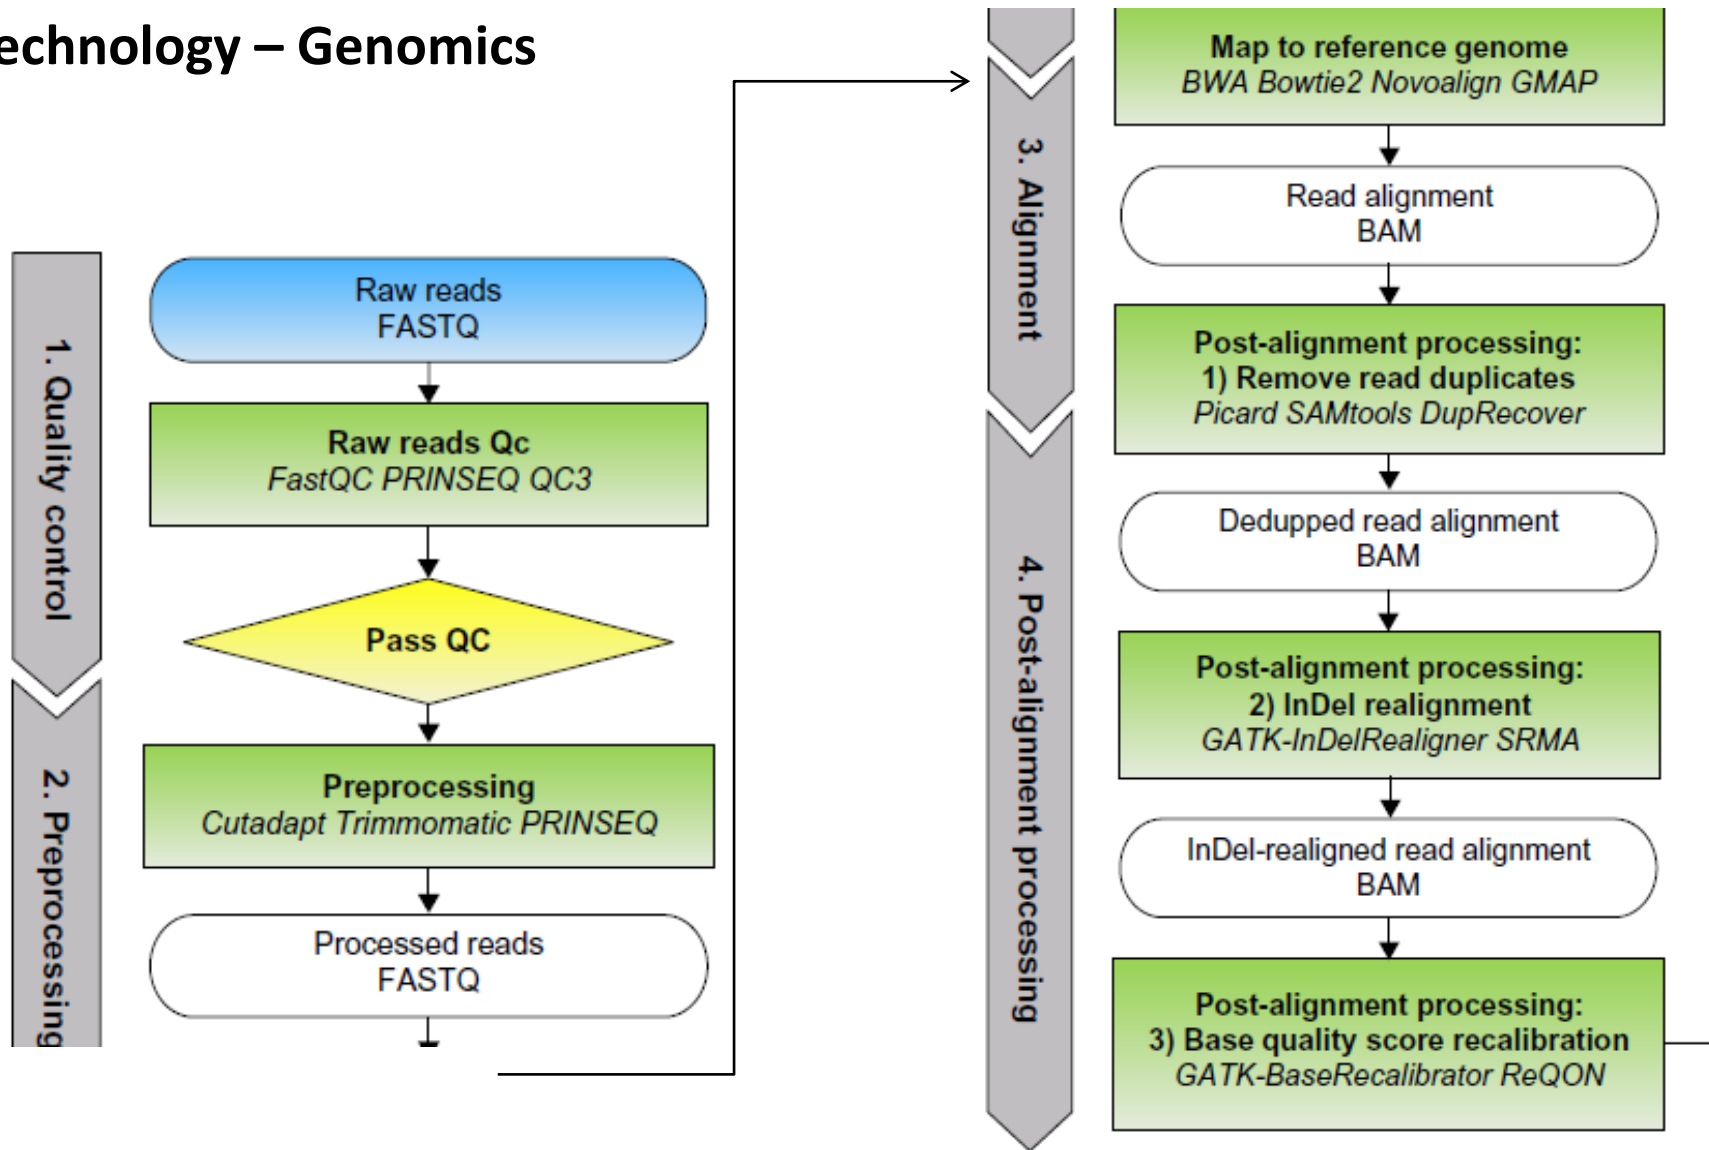 echnology – Genomics
1. Quality control
Raw reads
FASTQ
Raw reads Qc
FastQC PRINSEQ QC3
Pass QC
2. Preprocessing
Preprocessing
Cutadapt Trimmomatic PRINSEQ
Processed reads
FASTQ
3. Alignment
Map to reference genome
BWA Bowtie2 Novoalign GMAP
Read alignment
BAM
4. Post-alignment processing
Post-alignment processing:
1) Remove read duplicates
Picard SAMtools DupRecover
Dedupped read alignment
BAM
Post-alignment processing:
2) InDel realignment
GATK-InDelRealigner SRMA
InDel-realigned read alignment
BAM
Post-alignment processing:
3) Base quality score recalibration
GATK-BaseRecalibrator ReQON